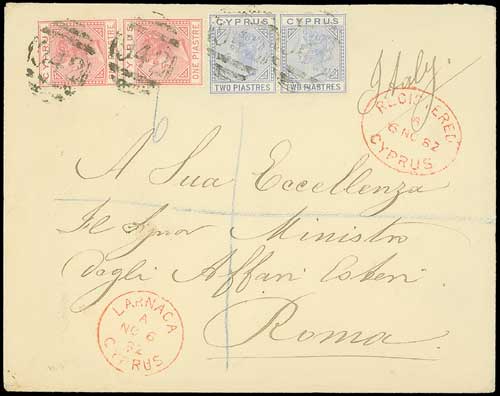 CYPRUS CYPRUS CYPRUS CYPRUS
ONE PIASTRE ONE PIASTRE TWO PIASTRES TWO PIASTRES
Italy.
REGISTERED
6 NO 82
CYPRUS
A Sua Eccellenza
Il Signor Ministro
degli Affari Esteri
Roma
LARNACA
A
NO 6
82
CYPRUS